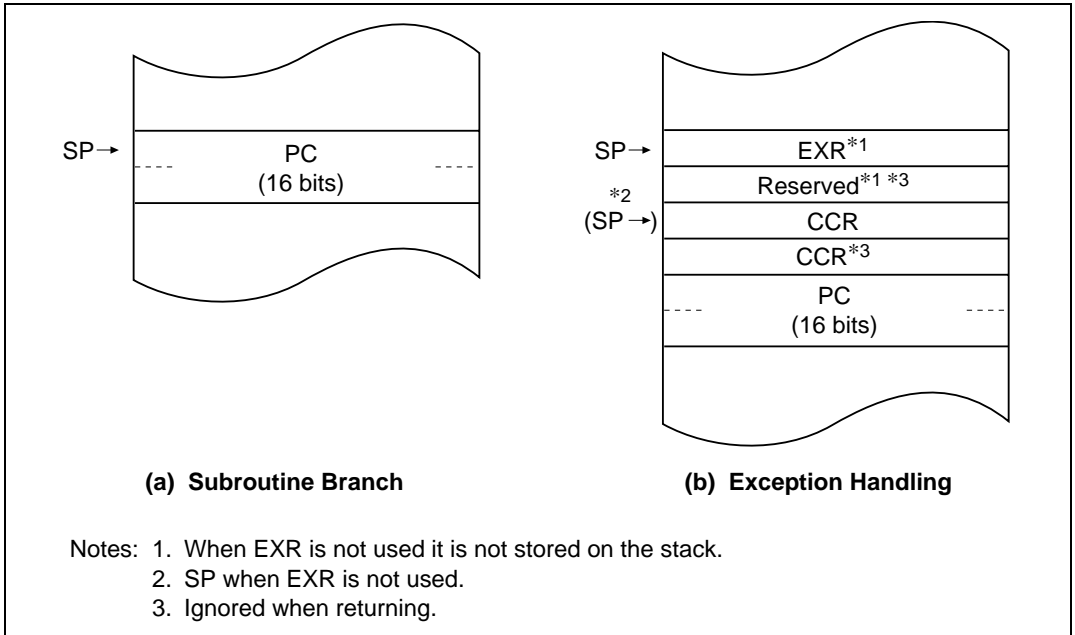 SP→
PC
(16 bits)
SP→
*2
(SP→)
EXR*1
Reserved*1 *3
CCR
CCR*3
PC
(16 bits)
(a) Subroutine Branch
(b) Exception Handling
Notes: 1. When EXR is not used it is not stored on the stack.
2. SP when EXR is not used.
3. Ignored when returning.